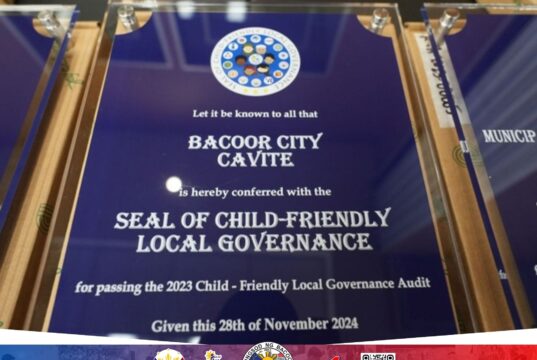 Let it be known to all that
BACOOR CITY
CAVITE
is hereby conferred with the
SEAL OF CHILD-FRIENDLY
LOCAL GOVERNANCE
for passing the 2023 Child - Friendly Local Governance Audit
Given this 28th of November 2024
MUNICIP